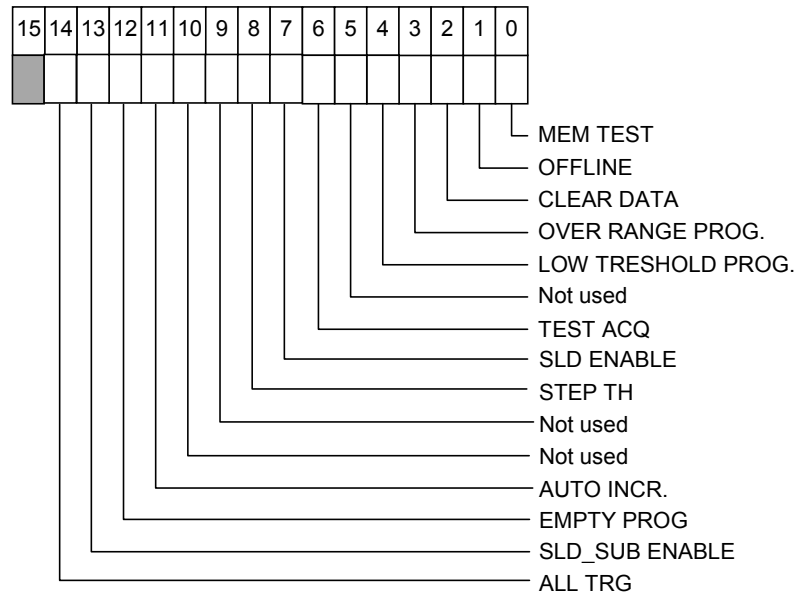 15 14 13 12 11 10 9 8 7 6 5 4 3 2 1 0
MEM TEST
OFFLINE
CLEAR DATA
OVER RANGE PROG.
LOW TRESHOLD PROG.
Not used
TEST ACQ
SLD ENABLE
STEP TH
Not used
Not used
AUTO INCR.
EMPTY PROG
SLD_SUB ENABLE
ALL TRG